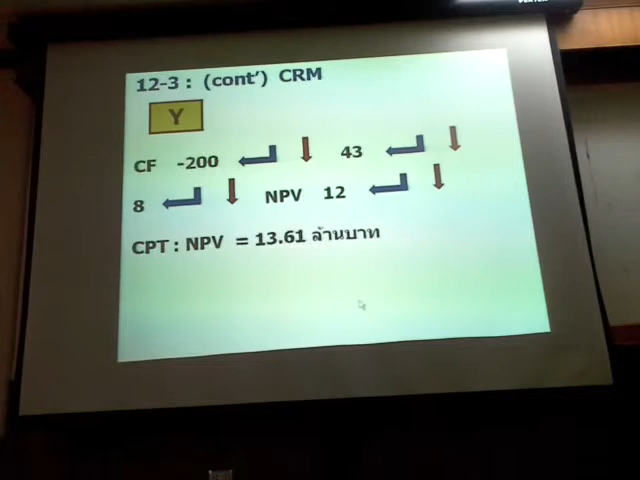 12-3 : (cont') CRM
Y
CF -200 43
8 NPV 12
CPT : NPV = 13.61 ล้านบาท